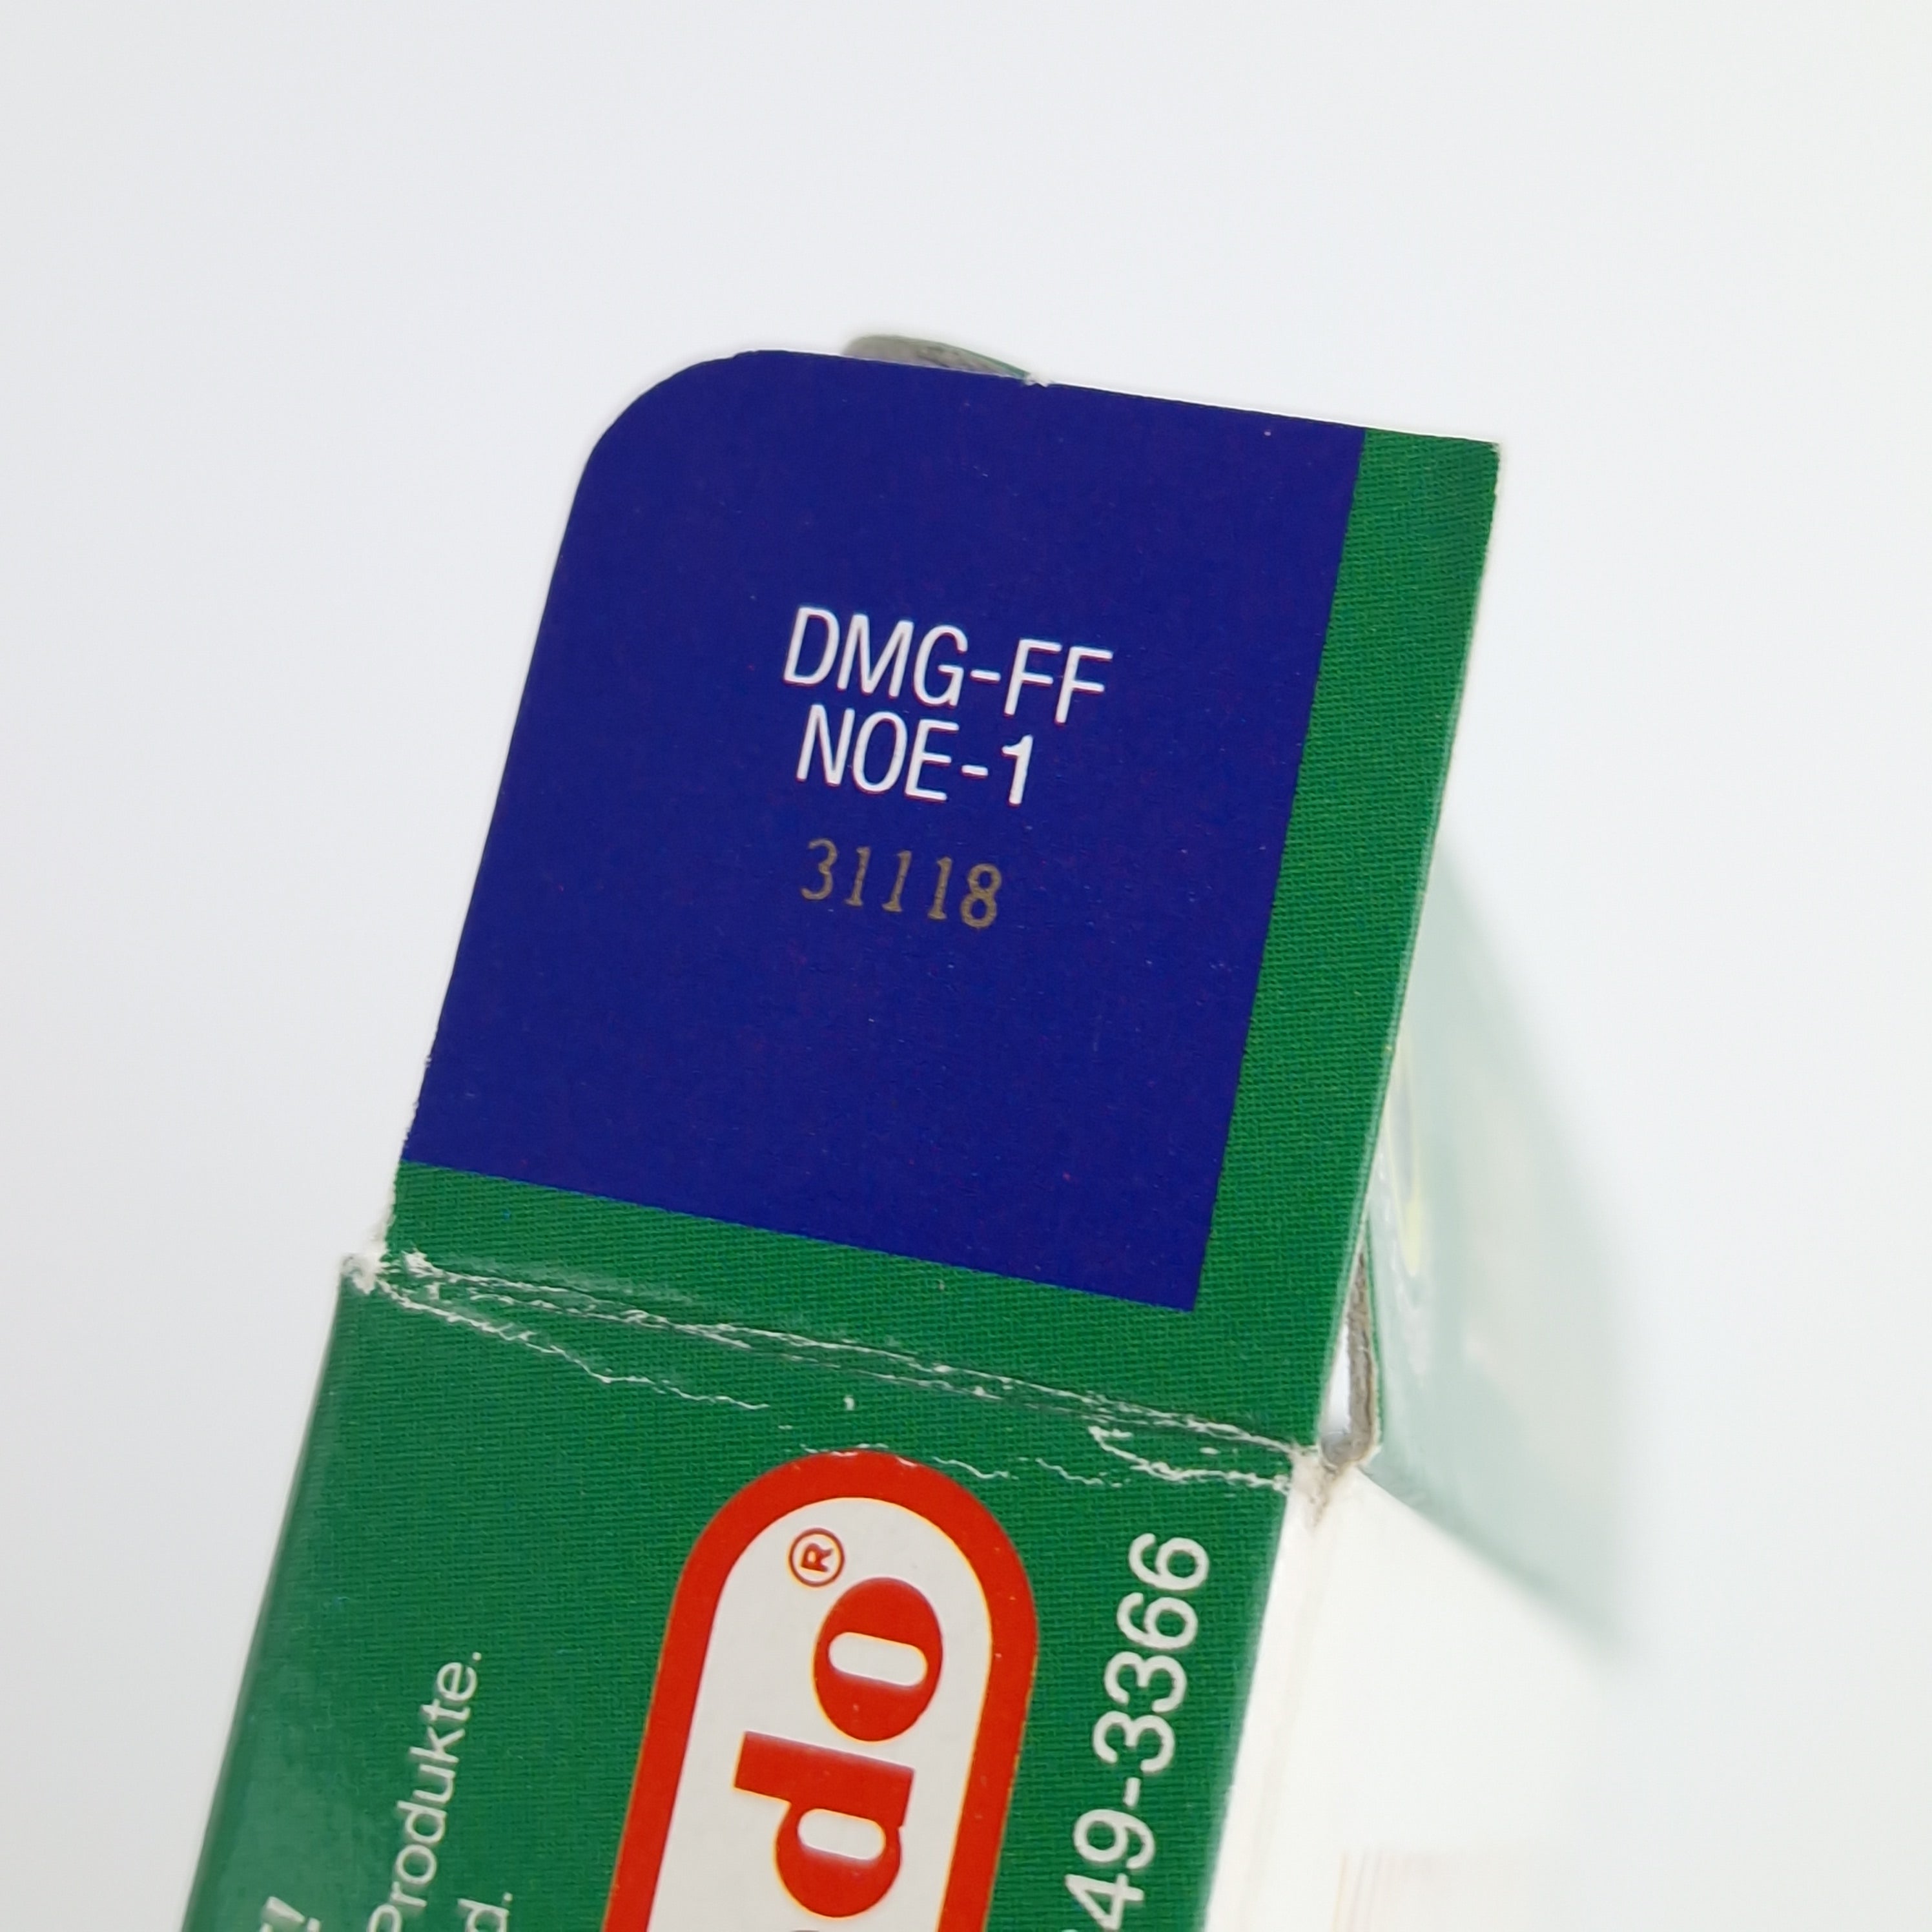 DMG-FF
NOE-1
31118
Produkte.
do®
49-3366